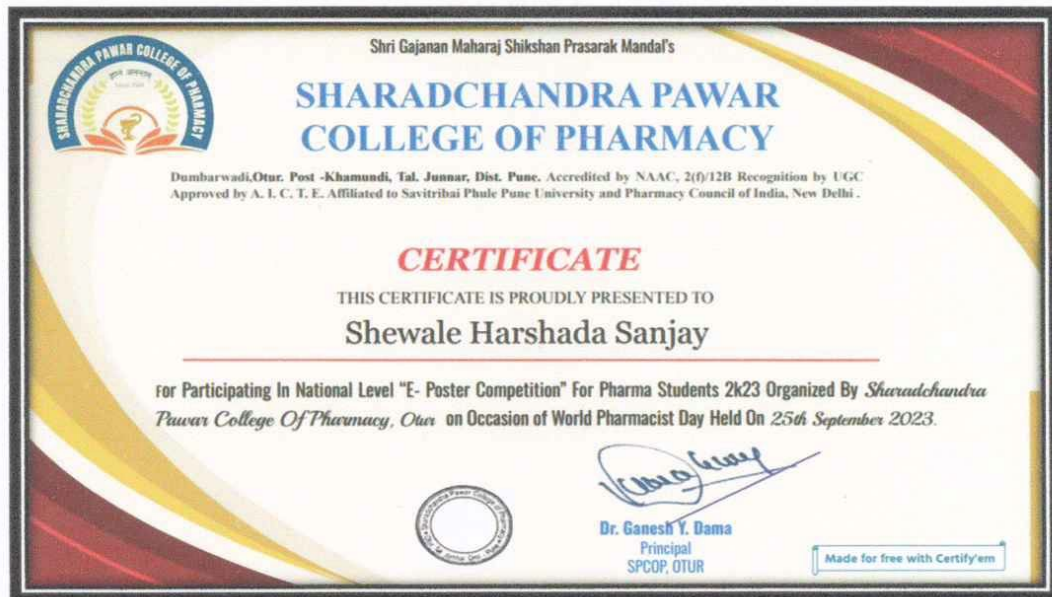 Shri Gajanan Maharaj Shikshan Prasarak Mandal's
SHARADCHANDRA PAWAR COLLEGE OF PHARMACY
SHARADCHANDRA PAWAR
COLLEGE OF PHARMACY
Dumbarwadi,Otur. Post -Khamundi, Tal. Junnar, Dist. Pune. Accredited by NAAC, 2(f)/12B Recognition by UGC
Approved by A. I. C. T. E. Affiliated to Savitribai Phule Pune University and Pharmacy Council of India, New Delhi .
CERTIFICATE
THIS CERTIFICATE IS PROUDLY PRESENTED TO
Shewale Harshada Sanjay
For Participating In National Level "E- Poster Competition" For Pharma Students 2k23 Organized By Sharadchandra
Pawar College Of Pharmacy, Otur on Occasion of World Pharmacist Day Held On 25th September 2023.
Sharadchandra Pawar College of
Dr. Ganesh Y. Dama
Principal
SPCOP, OTUR
Made for free with Certify'em